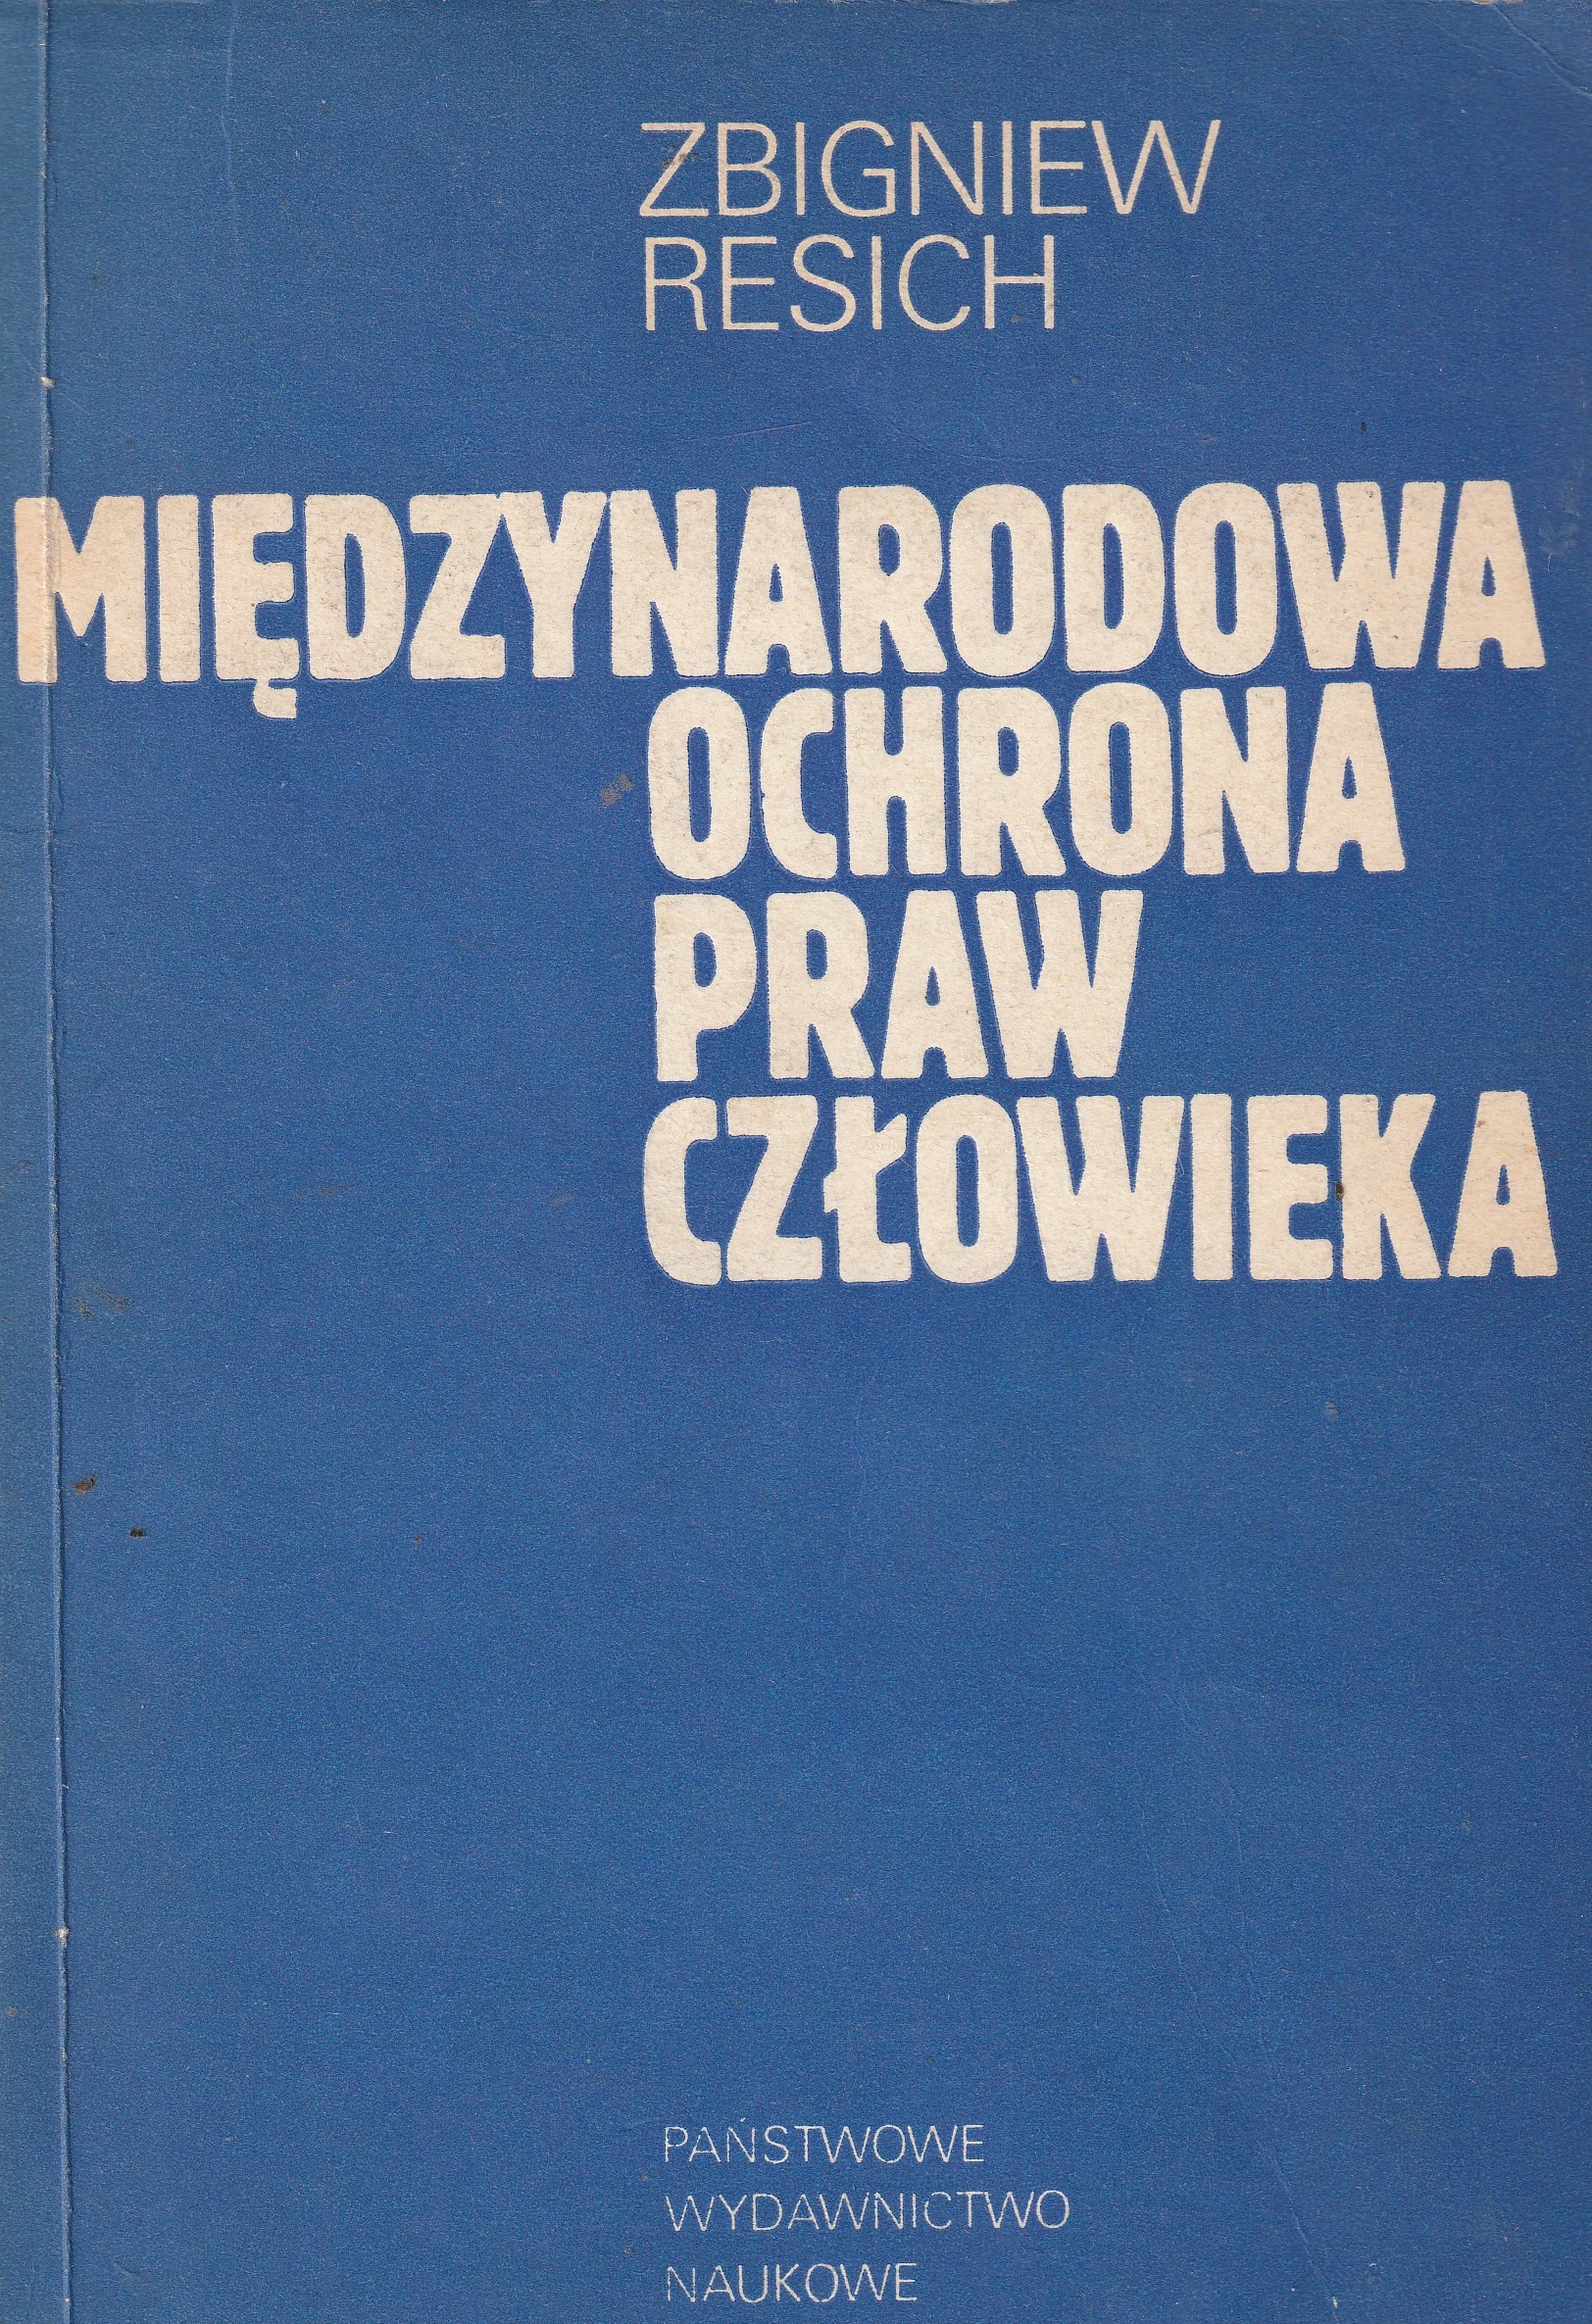 ZBIGNIEW
RESICH
MIĘDZYNARODOWA
OCHRONA
PRAW
CZŁOWIEKA
PAŃSTWOWE
WYDAWNICTWO
NAUKOWE